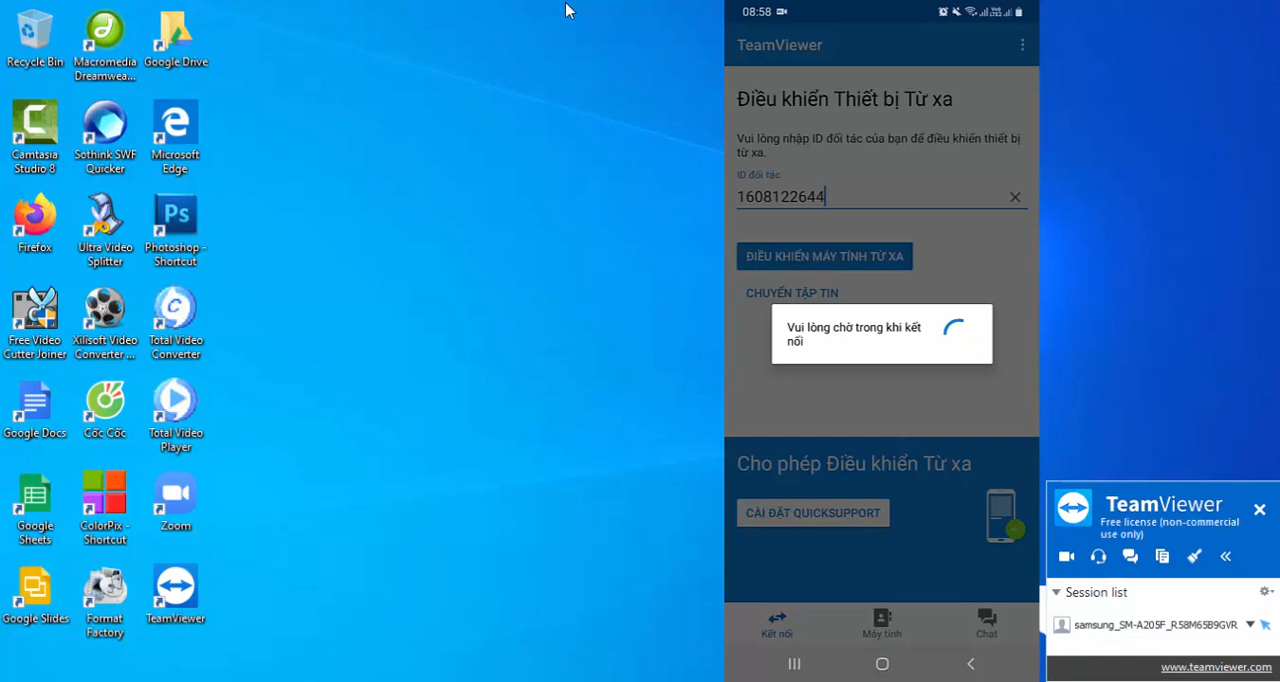 Recycle Bin
Macromedia
Dreamwea...
Google Drive
Camtasia
Studio 8
Sothink SWF
Quicker
Microsoft
Edge
Firefox
Ultra Video
Splitter
Photoshop -
Shortcut
Free Video
Cutter Joiner
Xilisoft Video
Converter ...
Total Video
Converter
Google Docs
Cốc Cốc
Total Video
Player
Google
Sheets
ColorPix -
Shortcut
Zoom
Google Slides
Format
Factory
TeamViewer
08:58
TeamViewer
Điều khiển Thiết bị Từ xa
Vui lòng nhập ID đối tác của bạn để điều khiển thiết bị
từ xa.
ID đối tác
1608122644
ĐIỀU KHIỂN MÁY TÍNH TỪ XA
CHUYỂN TẬP TIN
Vui lòng chờ trong khi kết
nối
Cho phép Điều khiển Từ xa
CÀI ĐẶT QUICKSUPPORT
Kết nối
Máy tính
Chat
TeamViewer
Free license (non-commercial
use only)
Session list
samsung_SM-A205F_R58M65B9GVR
www.teamviewer.com